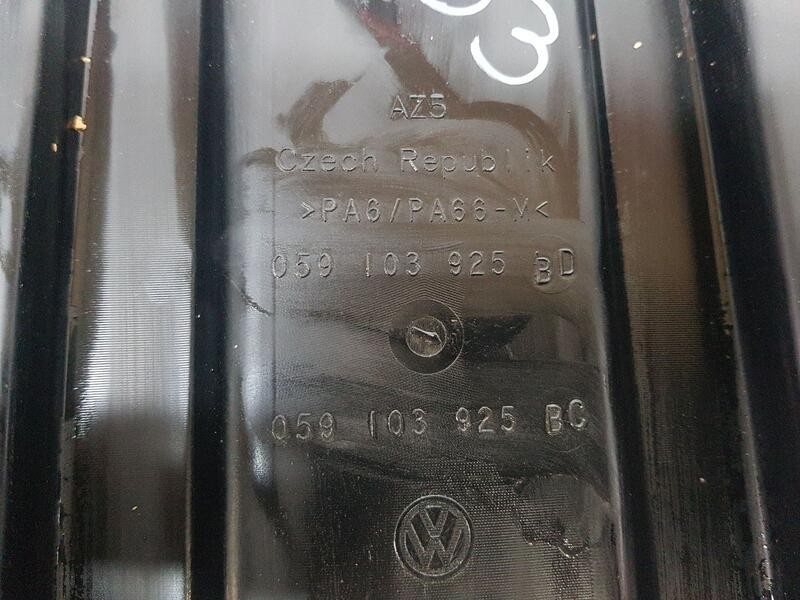 AZ5
Czech Republik
>PA6/PA66-M<
059 103 925 BD
059 103 925 BC
VW